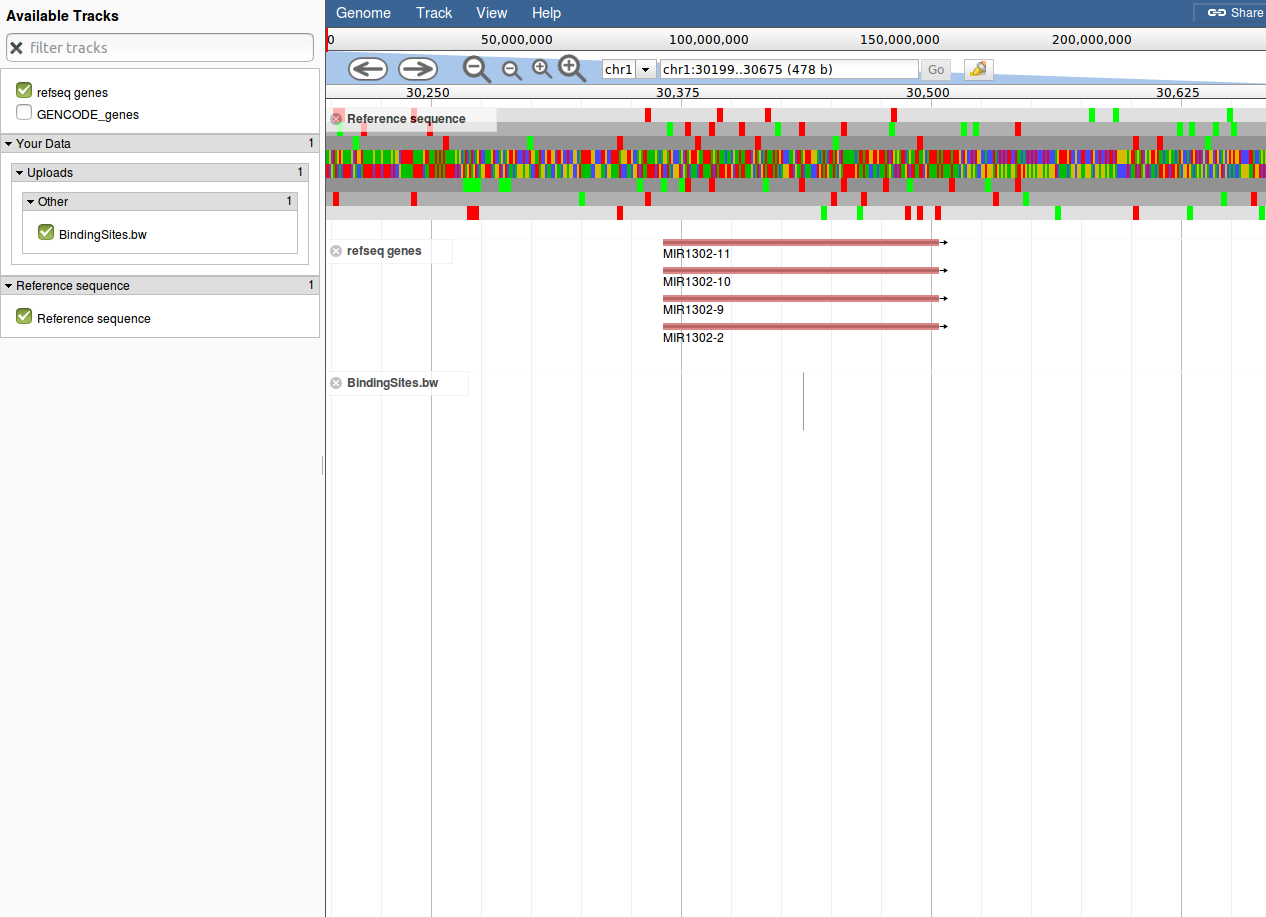 Available Tracks
filter tracks
refseq genes
GENCODE_genes
Your Data 1
Uploads 1
Other 1
BindingSites.bw
Reference sequence 1
Reference sequence
Genome Track View Help Share
0 50,000,000 100,000,000 150,000,000 200,000,000
chr1 chr1:30199..30675 (478 b) Go
30,250 30,375 30,500 30,625
Reference sequence
refseq genes
MIR1302-11
MIR1302-10
MIR1302-9
MIR1302-2
BindingSites.bw